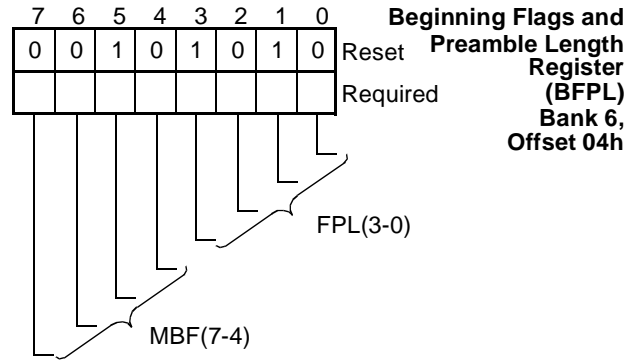 7 6 5 4 3 2 1 0
0 0 1 0 1 0 1 0 Reset
Required
Beginning Flags and
Preamble Length
Register
(BFPL)
Bank 6,
Offset 04h
FPL(3-0)
MBF(7-4)